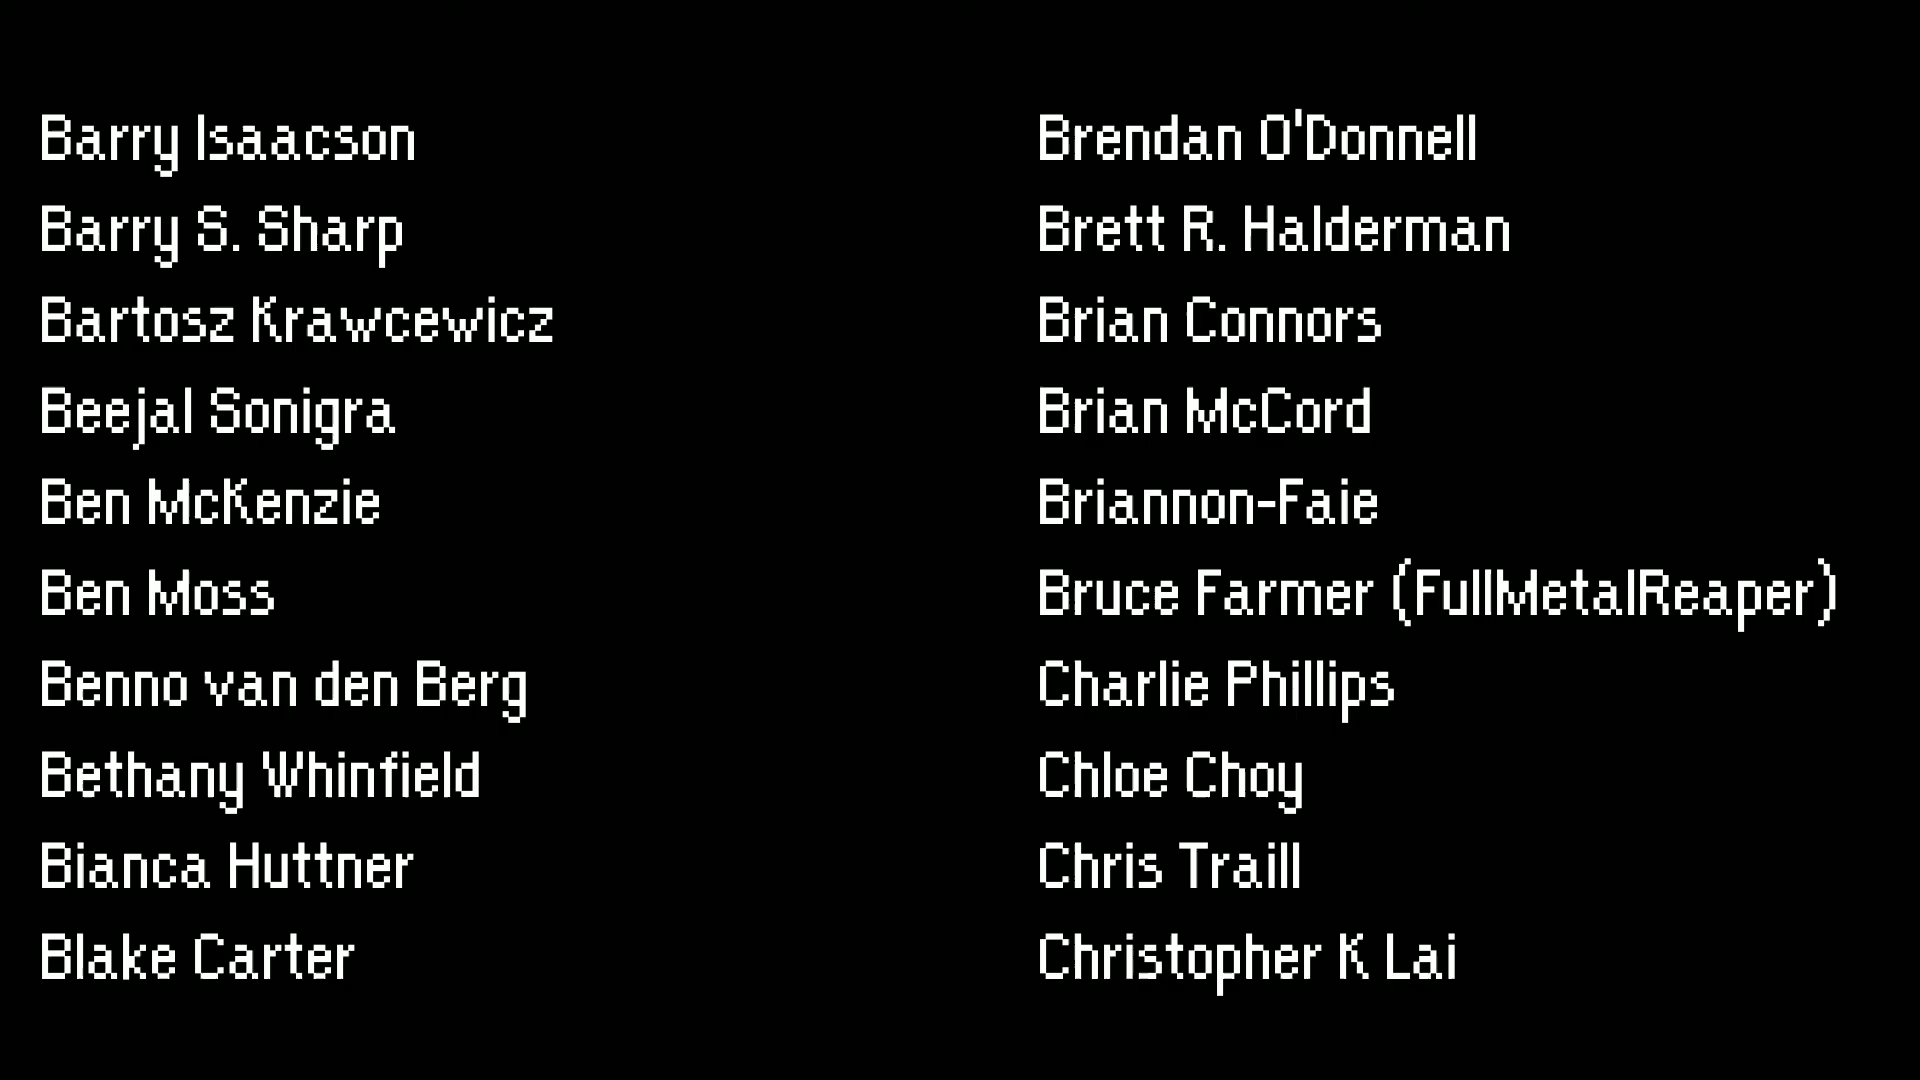 Barry Isaacson
Barry S. Sharp
Bartosz Krawcewicz
Beejal Sonigra
Ben McKenzie
Ben Moss
Benno van den Berg
Bethany Whinfield
Bianca Huttner
Blake Carter
Brendan O'Donnell
Brett R. Halderman
Brian Connors
Brian McCord
Briannon-Faie
Bruce Farmer (FullMetalReaper)
Charlie Phillips
Chloe Choy
Chris Traill
Christopher K Lai